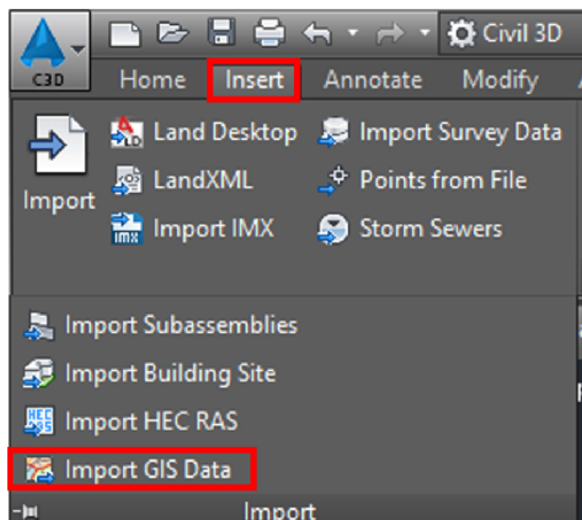 Civil 3D
C3D
Home Insert Annotate Modify
Import
Land Desktop
LandXML
Import IMX
Import Survey Data
Points from File
Storm Sewers
Import Subassemblies
Import Building Site
Import HEC RAS
Import GIS Data
Import